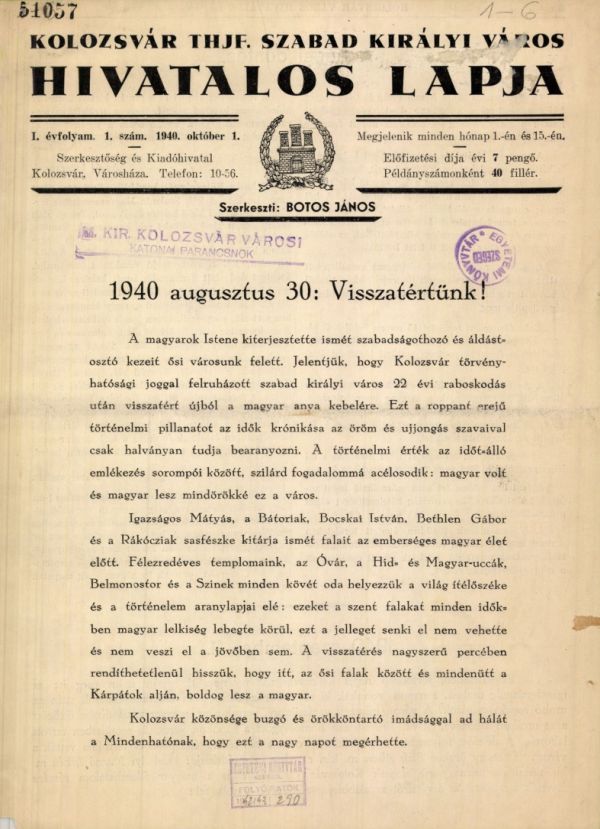 51057
1-6
KOLOZSVÁR THJF. SZABAD KIRÁLYI VÁROS
HIVATALOS LAPJA
I. évfolyam. 1. szám. 1940. október 1.
Szerkesztőség és Kiadóhivatal
Kolozsvár, Városháza. Telefon: 10-56.
Megjelenik minden hónap 1.-én és 15.-én.
Előfizetési díja évi 7 pengő.
Példányszámonként 40 fillér.
Szerkeszti: BOTOS JÁNOS
M. KIR. KOLOZSVÁR VÁROSI
KATONAI PARANCSNOK
EGYETEMI KÖNYVTÁR
SZEGED
1940 augusztus 30: Visszatértünk!
A magyarok Istene kiterjesztette ismét szabadságothozó és áldást-
osztó kezeit ősi városunk felett. Jelentjük, hogy Kolozsvár törvény-
hatósági joggal felruházott szabad királyi város 22 évi raboskodás
után visszatért újból a magyar anya kebelére. Ezt a roppant erejű
történelmi pillanatot az idők krónikása az öröm és ujjongás szavaival
csak halványan tudja bearanyozni. A történelmi érték az időt-álló
emlékezés sorompói között, szilárd fogadalommá acélosodik: magyar volt
és magyar lesz mindörökké ez a város.
Igazságos Mátyás, a Bátoriak, Bocskai István, Bethlen Gábor
és a Rákócziak sasfészke kitárja ismét falait az emberséges magyar élet
előtt. Félezredéves templomaink, az Óvár, a Hid- és Magyar-uccák,
Belmonostor és a Szinek minden kövét oda helyezzük a világ ítélőszéke
és a történelem aranylapjai elé: ezeket a szent falakat minden idők-
ben magyar lelkiség lebegte körül, ezt a jelleget senki el nem vehette
és nem veszi el a jövőben sem. A visszatérés nagyszerű percében
rendíthetetlenül hisszük, hogy itt, az ősi falak között és mindenütt a
Kárpátok alján, boldog lesz a magyar.
Kolozsvár közönsége buzgó és örökköntartó imádsággal ad hálát
a Mindenhatónak, hogy ezt a nagy napot megérhette.
EGYETEMI KÖNYVTÁR
FOLYÓIRATOK
290